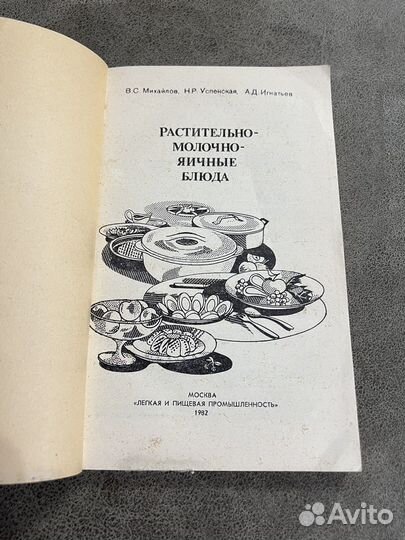 В.С. Михайлов, Н.Р. Успенская, А.Д. Игнатьев
РАСТИТЕЛЬНО-
МОЛОЧНО-
ЯИЧНЫЕ
БЛЮДА
МОСКВА
«ЛЕГКАЯ И ПИЩЕВАЯ ПРОМЫШЛЕННОСТЬ»
1982
Avito